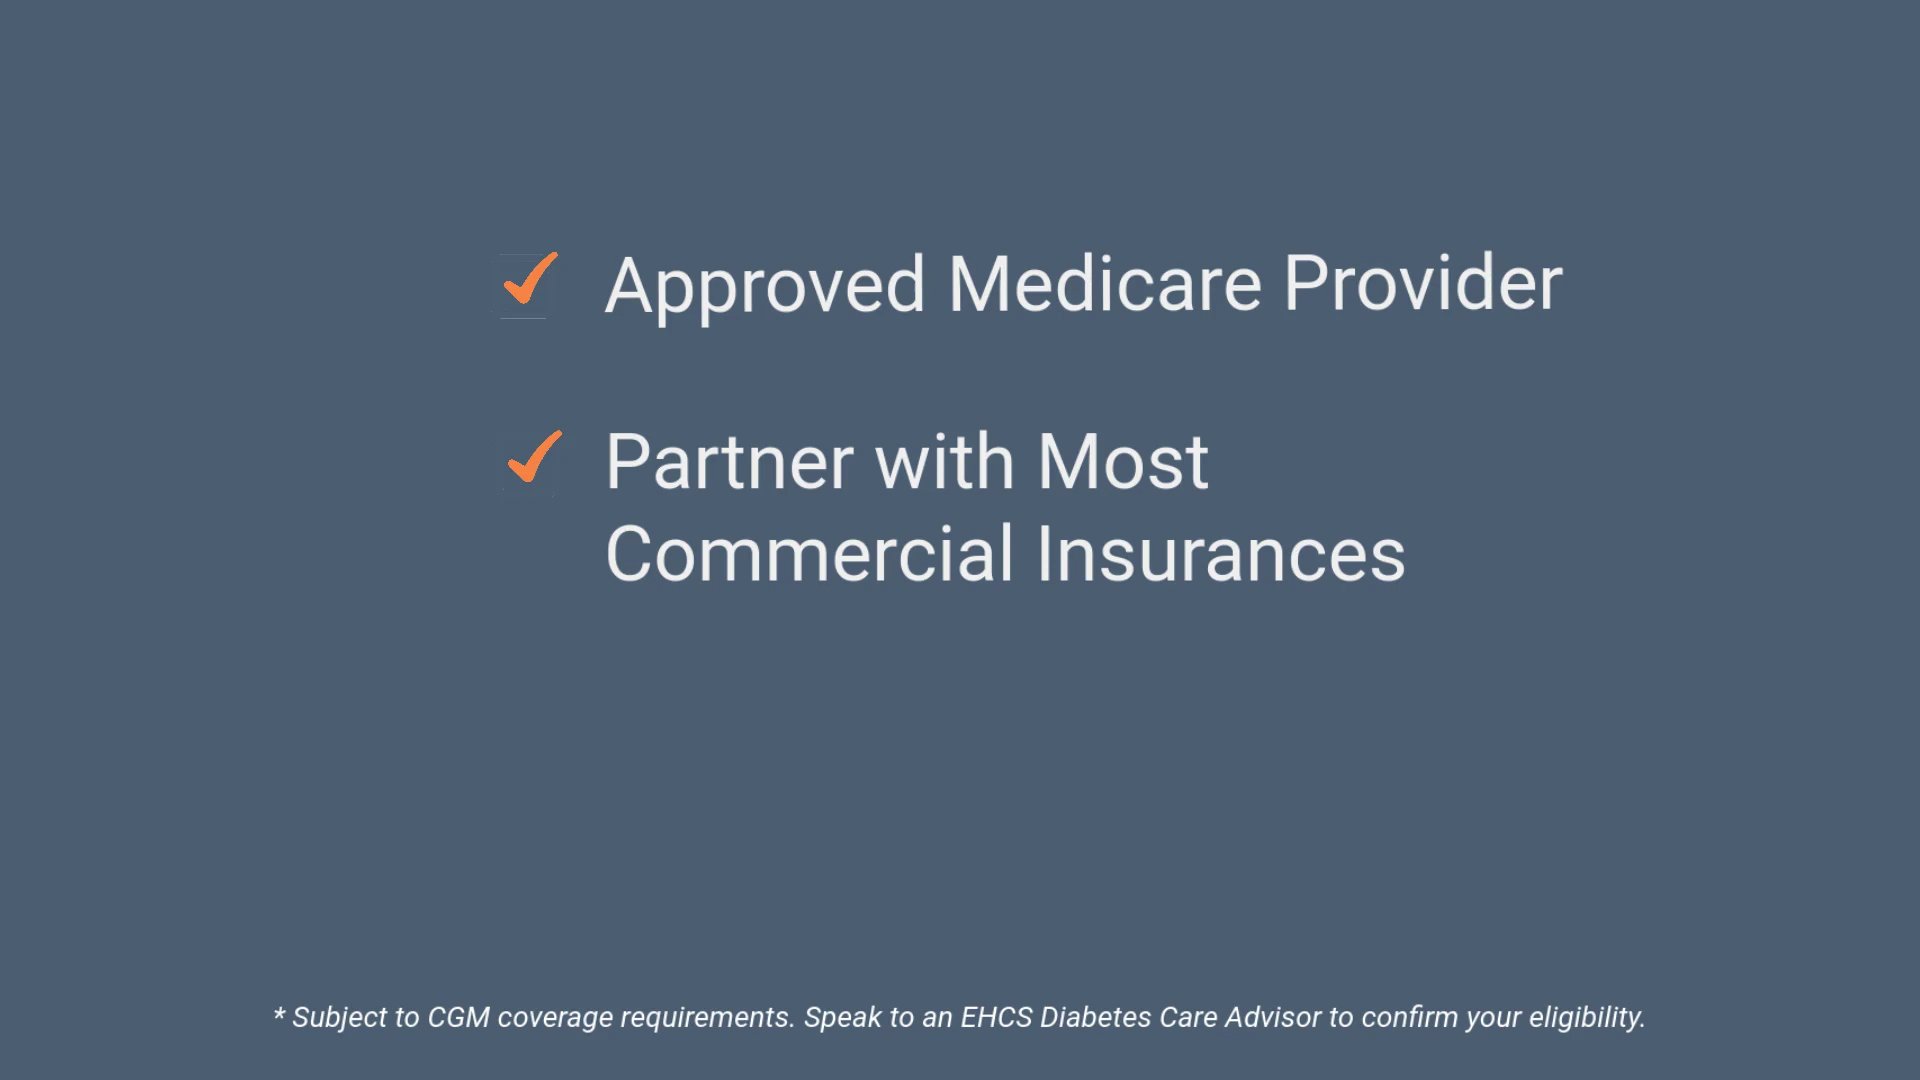 Approved Medicare Provider
Partner with Most
Commercial Insurances
* Subject to CGM coverage requirements. Speak to an EHCS Diabetes Care Advisor to confirm your eligibility.